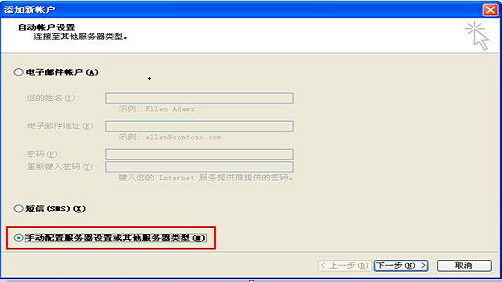 添加新帐户
自动帐户设置
连接至其他服务器类型。
电子邮件帐户(A)
您的姓名(Y):
示例: Ellen Adams
电子邮件地址(E):
示例: ellen@contoso.com
密码(P):
重新键入密码(T):
键入您的 Internet 服务提供商提供的密码。
短信(SMS)(X)
手动配置服务器设置或其他服务器类型(M)
< 上一步(B) 下一步(N) > 取消